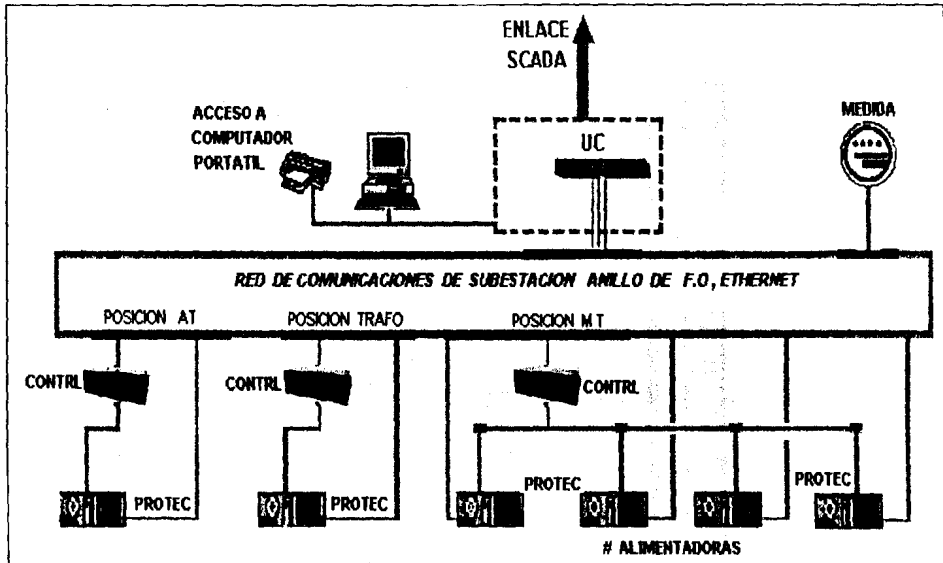 ENLACE
SCADA
ACCESO A
COMPUTADOR
PORTATIL
UC
MEDIDA
RED DE COMUNICACIONES DE SUBESTACION ANILLO DE F.O, ETHERNET
POSICION AT
POSICION TRAFO
POSICION M T
CONTRL
CONTRL
CONTRL
PROTEC
PROTEC
PROTEC
PROTEC
# ALIMENTADORAS